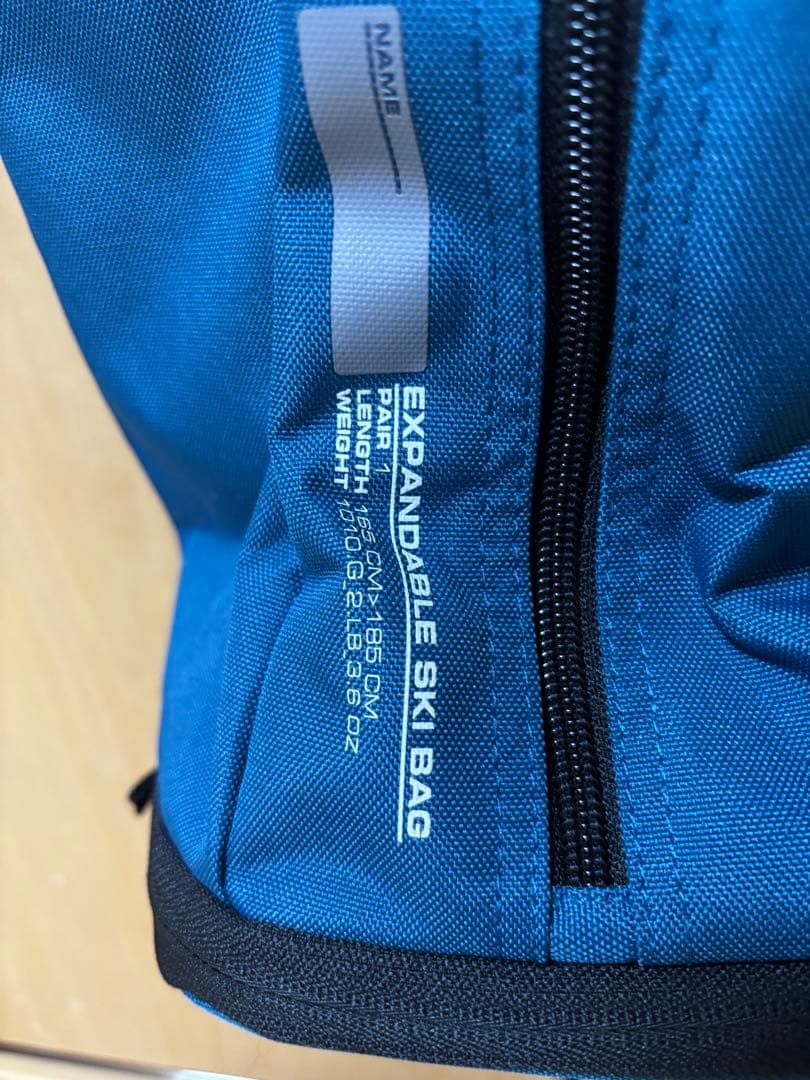 NAME
EXPANDABLE SKI BAG
PAIR 1
LENGTH 165 CM>185 CM
WEIGHT 1010 G_2 LB_3.6 OZ